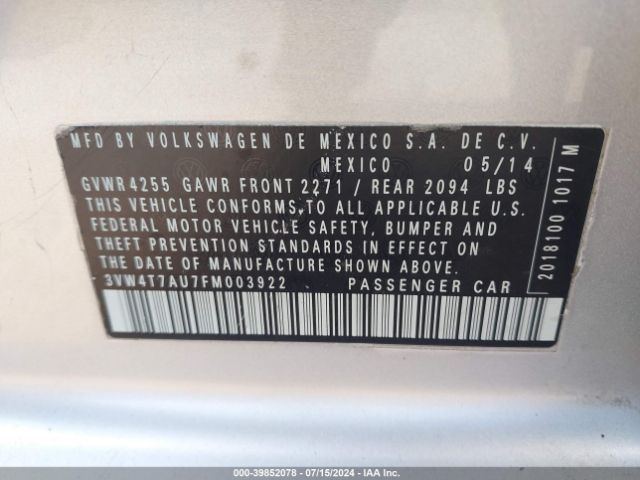 MFD BY VOLKSWAGEN DE MEXICO S.A. DE C.V.
MEXICO 05/14
GVWR4255 GAWR FRONT 2271 / REAR 2094 LBS
THIS VEHICLE CONFORMS TO ALL APPLICABLE U.S.
FEDERAL MOTOR VEHICLE SAFETY, BUMPER AND
THEFT PREVENTION STANDARDS IN EFFECT ON
THE DATE OF MANUFACTURE SHOWN ABOVE.
3VW4T7AU7FM003922 PASSENGER CAR
2018100 1017 M
000-39852078 - 07/15/2024 - IAAI.COM